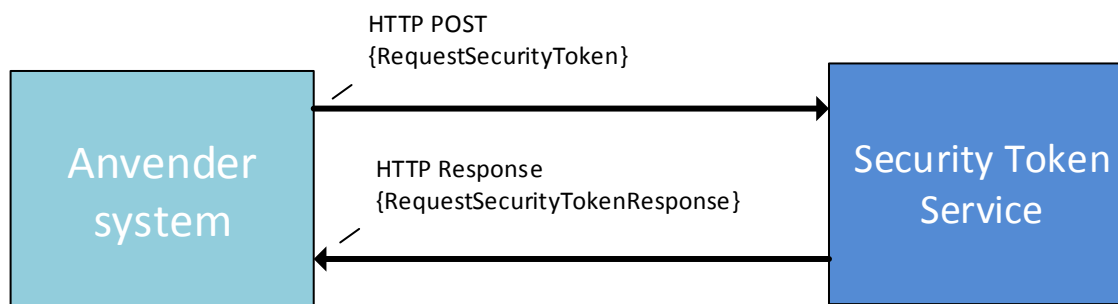 HTTP POST
{RequestSecurityToken}
Anvender
system
HTTP Response
{RequestSecurityTokenResponse}
Security Token
Service